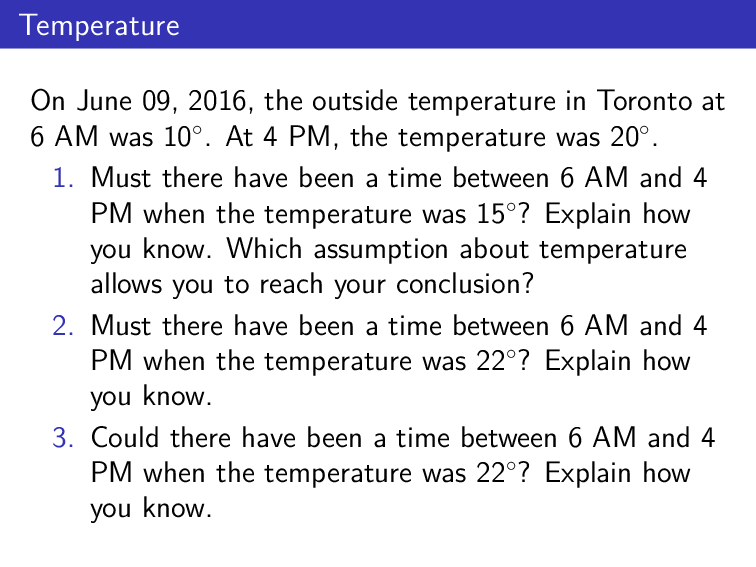 Temperature
On June 09, 2016, the outside temperature in Toronto at
6 AM was 10°. At 4 PM, the temperature was 20°.
1. Must there have been a time between 6 AM and 4
PM when the temperature was 15°? Explain how
you know. Which assumption about temperature
allows you to reach your conclusion?
2. Must there have been a time between 6 AM and 4
PM when the temperature was 22°? Explain how
you know.
3. Could there have been a time between 6 AM and 4
PM when the temperature was 22°? Explain how
you know.